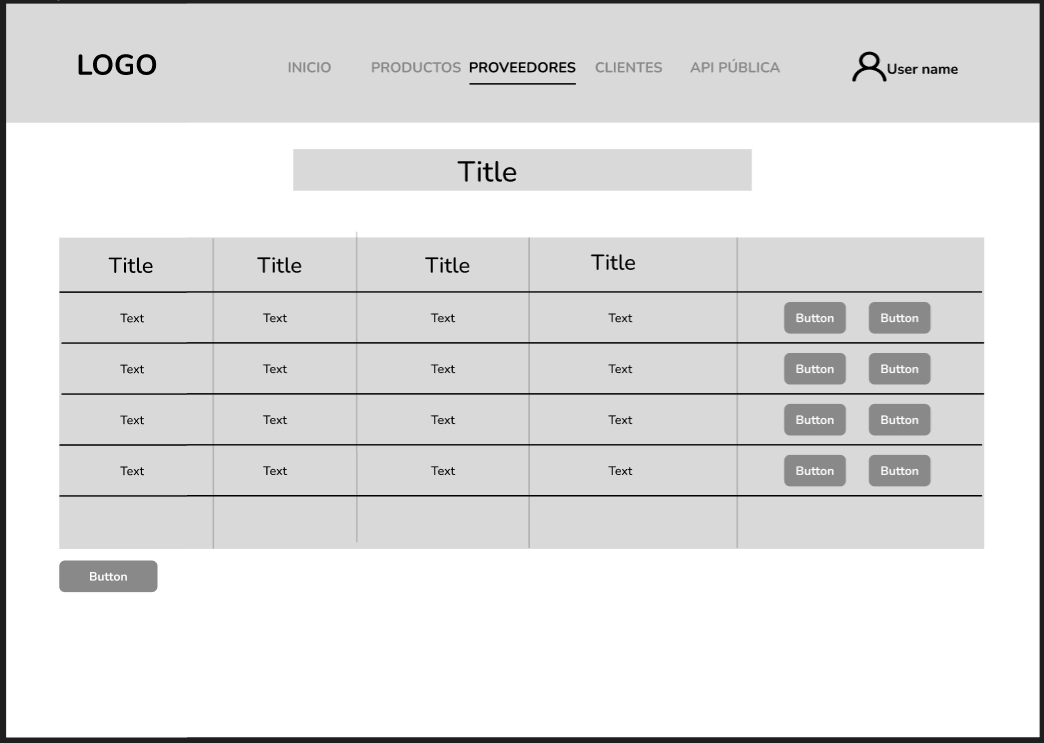 LOGO
INICIO PRODUCTOS PROVEEDORES CLIENTES API PÚBLICA
User name
Title
Title Title Title Title
Text Text Text Text Button Button
Text Text Text Text Button Button
Text Text Text Text Button Button
Text Text Text Text Button Button
Button